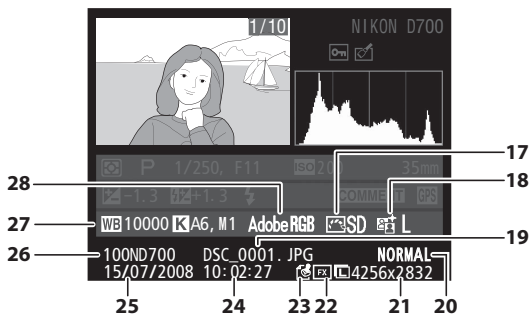 1/10 NIKON D700
P 1/250, F11 ISO 200 35mm
-1.3 +1.3 COMMENT GPS
WB 10000 K A6, M1 Adobe RGB SD L
100ND700 DSC_0001. JPG NORMAL
15/07/2008 10:02:27 FX L 4256x2832
17
18
28
27
19
26
25 24 23 22 21 20